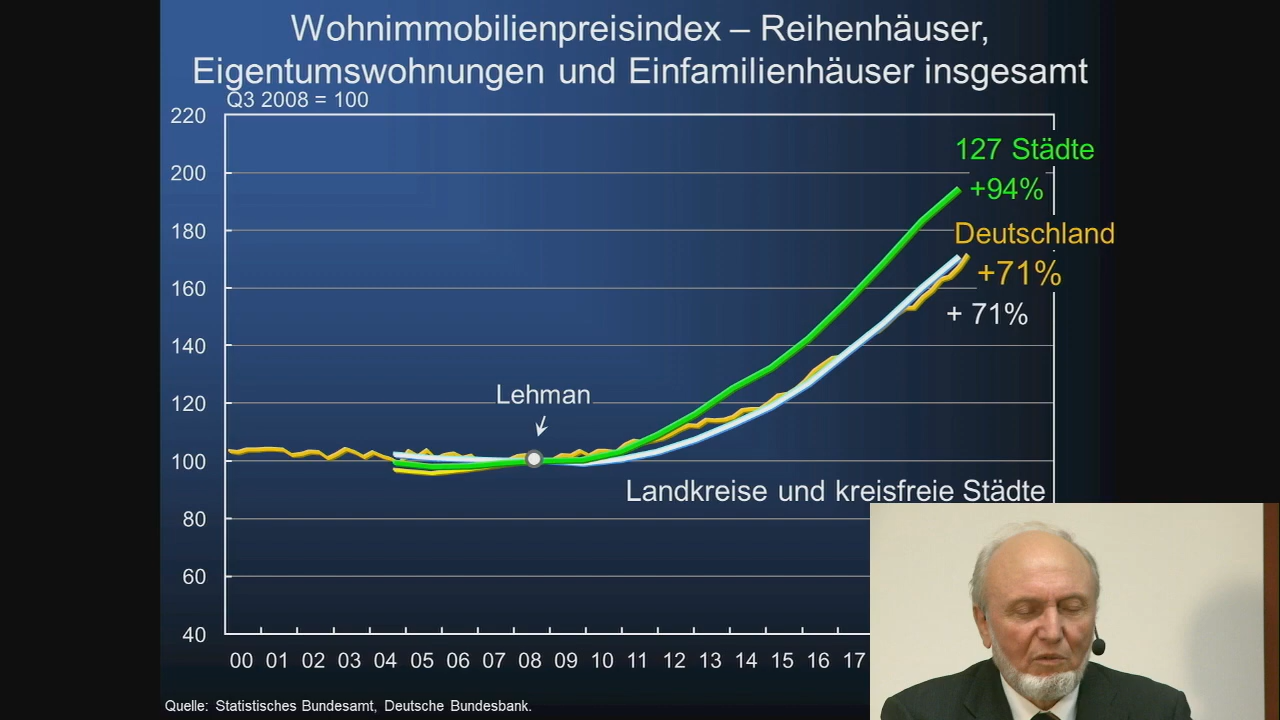 Wohnimmobilienpreisindex – Reihenhäuser,
Eigentumswohnungen und Einfamilienhäuser insgesamt
Q3 2008 = 100
220
200
180
160
140
120
100
80
60
40
127 Städte
+94%
Deutschland
+71%
+ 71%
Lehman
Landkreise und kreisfreie Städte
00 01 02 03 04 05 06 07 08 09 10 11 12 13 14 15 16 17
Quelle: Statistisches Bundesamt, Deutsche Bundesbank.